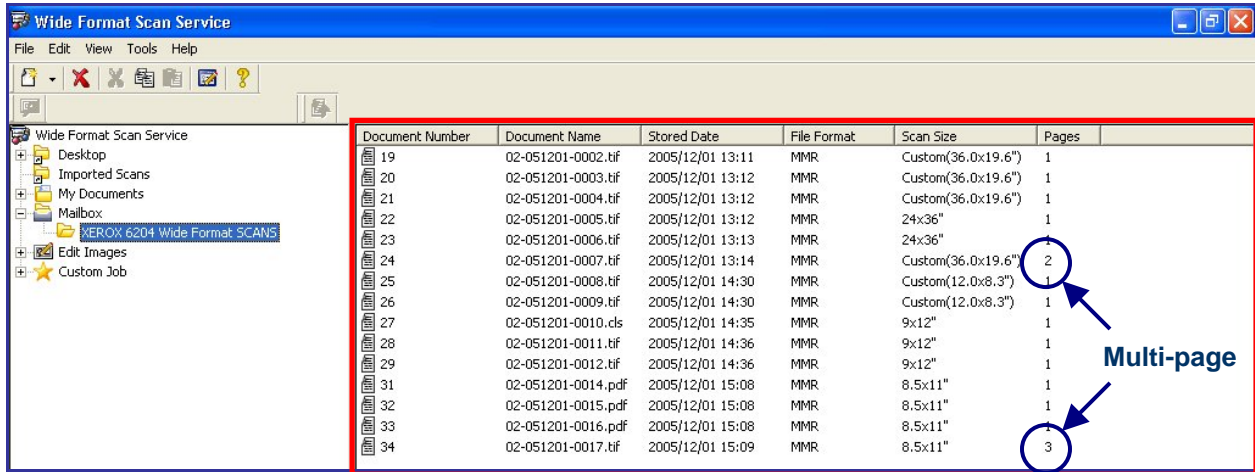 Wide Format Scan Service
File Edit View Tools Help
Wide Format Scan Service
Desktop
Imported Scans
My Documents
Mailbox
XEROX 6204 Wide Format SCANS
Edit Images
Custom Job
Document Number Document Name Stored Date File Format Scan Size Pages
19 02-051201-0002.tif 2005/12/01 13:11 MMR Custom(36.0x19.6") 1
20 02-051201-0003.tif 2005/12/01 13:12 MMR Custom(36.0x19.6") 1
21 02-051201-0004.tif 2005/12/01 13:12 MMR Custom(36.0x19.6") 1
22 02-051201-0005.tif 2005/12/01 13:12 MMR 24x36" 1
23 02-051201-0006.tif 2005/12/01 13:13 MMR 24x36" 1
24 02-051201-0007.tif 2005/12/01 13:14 MMR Custom(36.0x19.6") 2
25 02-051201-0008.tif 2005/12/01 14:30 MMR Custom(12.0x8.3") 1
26 02-051201-0009.tif 2005/12/01 14:30 MMR Custom(12.0x8.3") 1
27 02-051201-0010.cls 2005/12/01 14:35 MMR 9x12" 1
28 02-051201-0011.tif 2005/12/01 14:36 MMR 9x12" 1
29 02-051201-0012.tif 2005/12/01 14:36 MMR 9x12" 1
31 02-051201-0014.pdf 2005/12/01 15:08 MMR 8.5x11" 1
32 02-051201-0015.pdf 2005/12/01 15:08 MMR 8.5x11" 1
33 02-051201-0016.pdf 2005/12/01 15:08 MMR 8.5x11" 1
34 02-051201-0017.tif 2005/12/01 15:09 MMR 8.5x11" 3
Multi-page